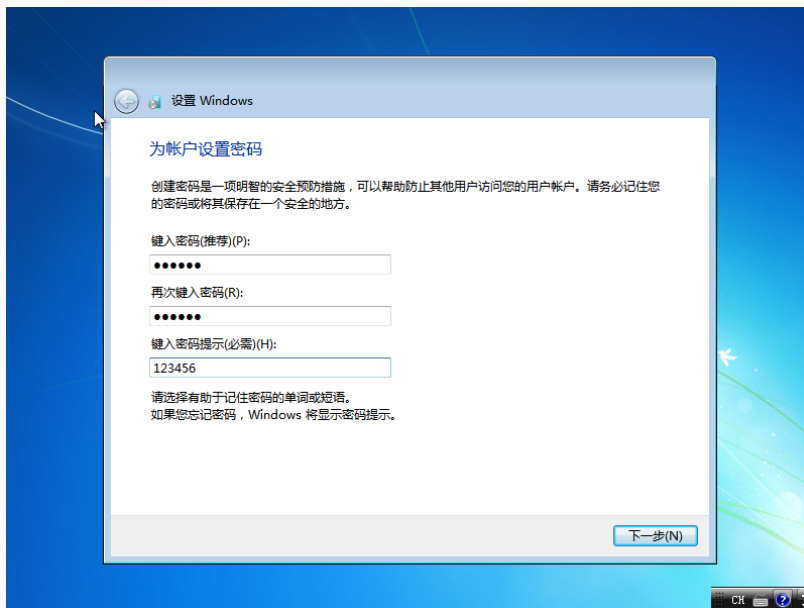 设置 Windows
为帐户设置密码
创建密码是一项明智的安全预防措施，可以帮助防止其他用户访问您的用户帐户。请务必记住您
的密码或将其保存在一个安全的地方。
键入密码(推荐)(P):
●●●●●●
再次键入密码(R):
●●●●●●
键入密码提示(必需)(H):
123456
请选择有助于记住密码的单词或短语。
如果您忘记密码，Windows 将显示密码提示。
下一步(N)
CH
?